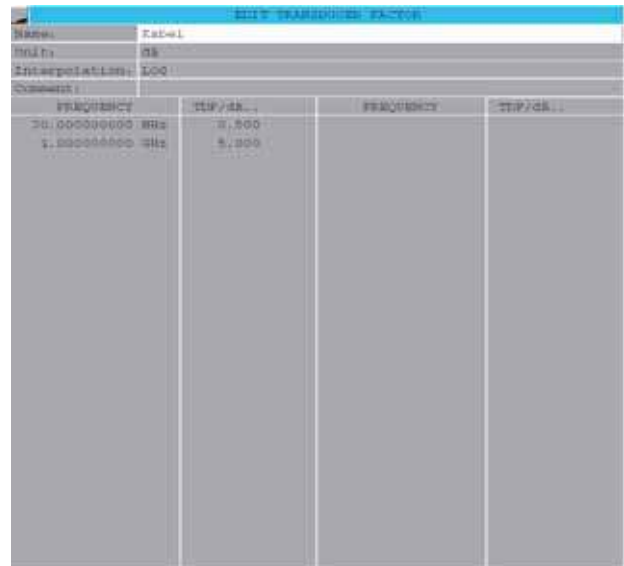 EDIT TRANSDUCER FACTOR
Name: Kabel
Unit: dB
Interpolation: LOG
Comment:
FREQUENCY TDF/dB.. FREQUENCY TDF/dB..
30.000000000 MHz 0.500
1.000000000 GHz 5.000